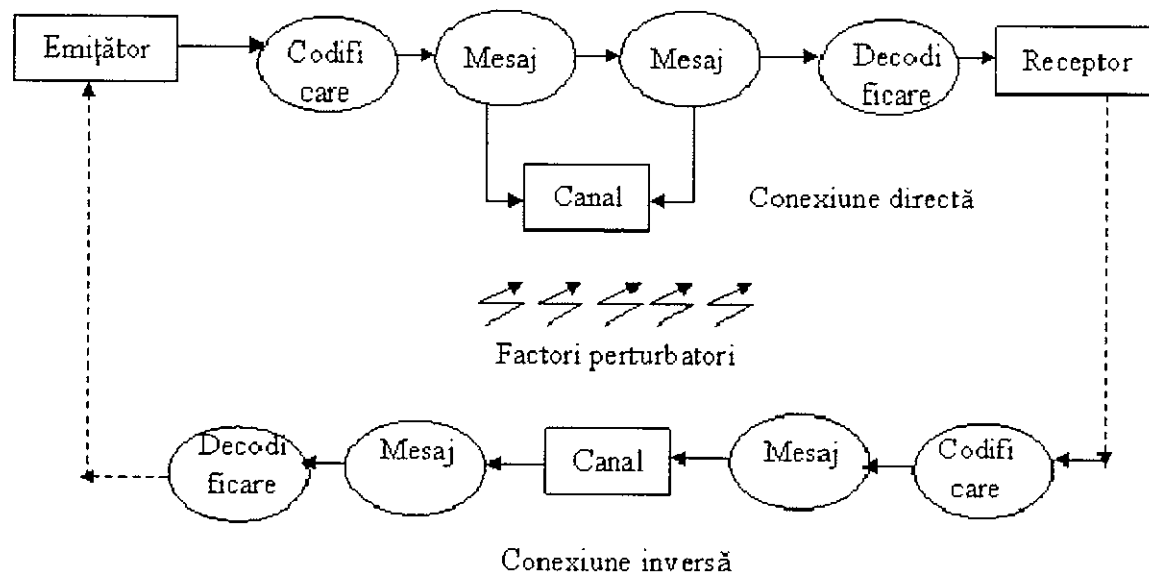 Emițător
Codifi
care
Mesaj
Mesaj
Decodi
ficare
Receptor
Canal
Conexiune directă
Factori perturbatori
Decodi
ficare
Mesaj
Canal
Mesaj
Codifi
care
Conexiune inversă